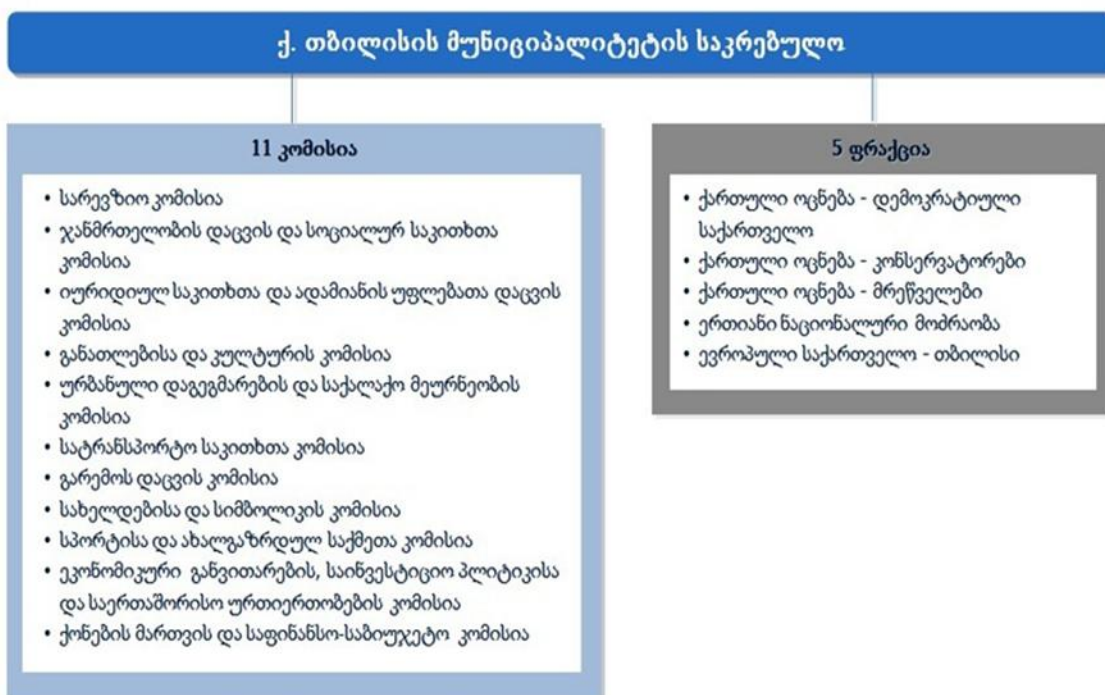 ქ. თბილისის მუნიციპალიტეტის საკრებულო
11 კომისია
• სარევზიო კომისია
• ჯანმრთელობის დაცვის და სოციალურ საკითხთა
კომისია
• იურიდიულ საკითხთა და ადამიანის უფლებათა დაცვის
კომისია
• განათლებისა და კულტურის კომისია
• ურბანული დაგეგმარების და საქალაქო მეურნეობის
კომისია
• სატრანსპორტო საკითხთა კომისია
• გარემოს დაცვის კომისია
• სახელდებისა და სიმბოლიკის კომისია
• სპორტისა და ახალგაზრდულ საქმეთა კომისია
• ეკონომიკური განვითარების, საინვესტიციო პლიტიკისა
და საერთაშორისო ურთიერთობების კომისია
• ქონების მართვის და საფინანსო-საბიუჯეტო კომისია
5 ფრაქცია
• ქართული ოცნება - დემოკრატიული
საქართველო
• ქართული ოცნება - კონსერვატორები
• ქართული ოცნება - მრეწველები
• ერთიანი ნაციონალური მოძრაობა
• ევროპული საქართველო - თბილისი